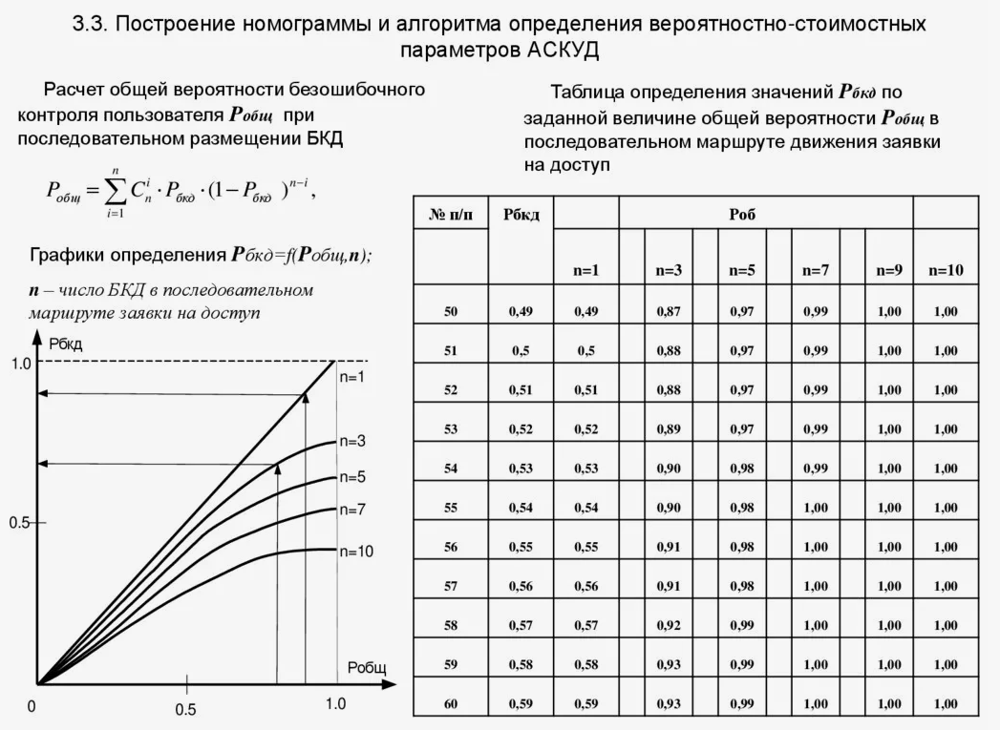 3.3. Построение номограммы и алгоритма определения вероятностно-стоимостных
параметров АСКУД
Расчет общей вероятности безошибочного
контроля пользователя Робщ при
последовательном размещении БКД
Pобщ = ∑ⁿᵢ₌₁ Cₙⁱ · Pбкд · (1 − Pбкд )ⁿ⁻ⁱ ,
Графики определения Рбкд=f(Робщ,n);
n – число БКД в последовательном
маршруте заявки на доступ
Рбкд
1.0
n=1
n=3
n=5
0.5
n=7
n=10
Робщ
0 0.5 1.0
Таблица определения значений Рбкд по
заданной величине общей вероятности Робщ в
последовательном маршруте движения заявки
на доступ
№ п/п Рбкд Роб
n=1 n=3 n=5 n=7 n=9 n=10
50 0,49 0,49 0,87 0,97 0,99 1,00 1,00
51 0,5 0,5 0,88 0,97 0,99 1,00 1,00
52 0,51 0,51 0,88 0,97 0,99 1,00 1,00
53 0,52 0,52 0,89 0,97 0,99 1,00 1,00
54 0,53 0,53 0,90 0,98 0,99 1,00 1,00
55 0,54 0,54 0,90 0,98 1,00 1,00 1,00
56 0,55 0,55 0,91 0,98 1,00 1,00 1,00
57 0,56 0,56 0,91 0,98 1,00 1,00 1,00
58 0,57 0,57 0,92 0,99 1,00 1,00 1,00
59 0,58 0,58 0,93 0,99 1,00 1,00 1,00
60 0,59 0,59 0,93 0,99 1,00 1,00 1,00